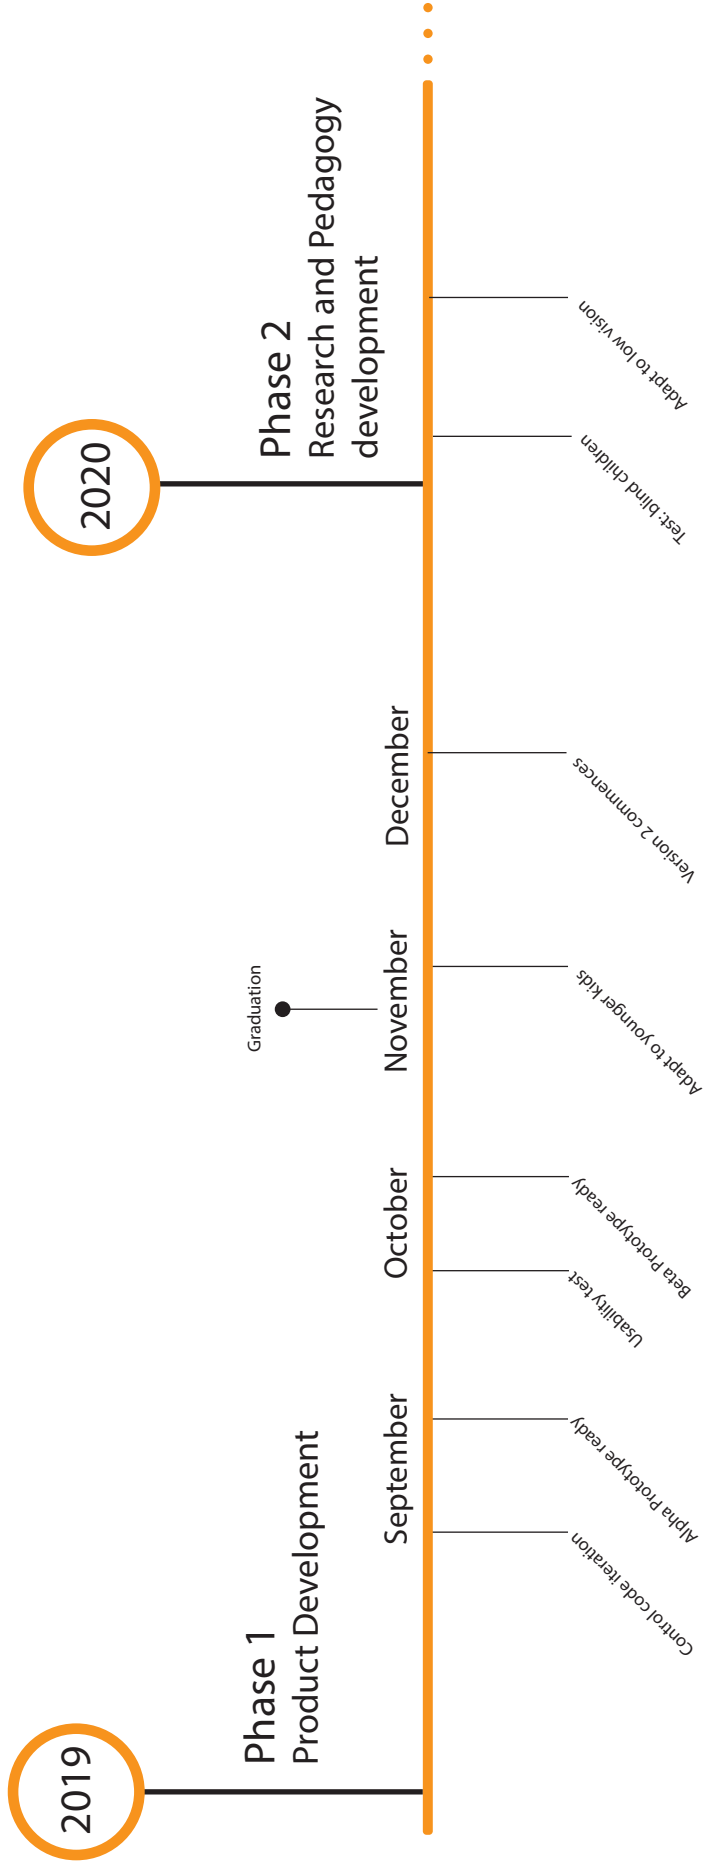 2019
Phase 1
Product Development
September
October
November
December
Graduation
2020
Phase 2
Research and Pedagogy
development
Control code iteration
Alpha Prototype ready
Usability test
Beta Prototype ready
Adapt to younger kids
Version 2 commences
Test: blind children
Adapt to low vision